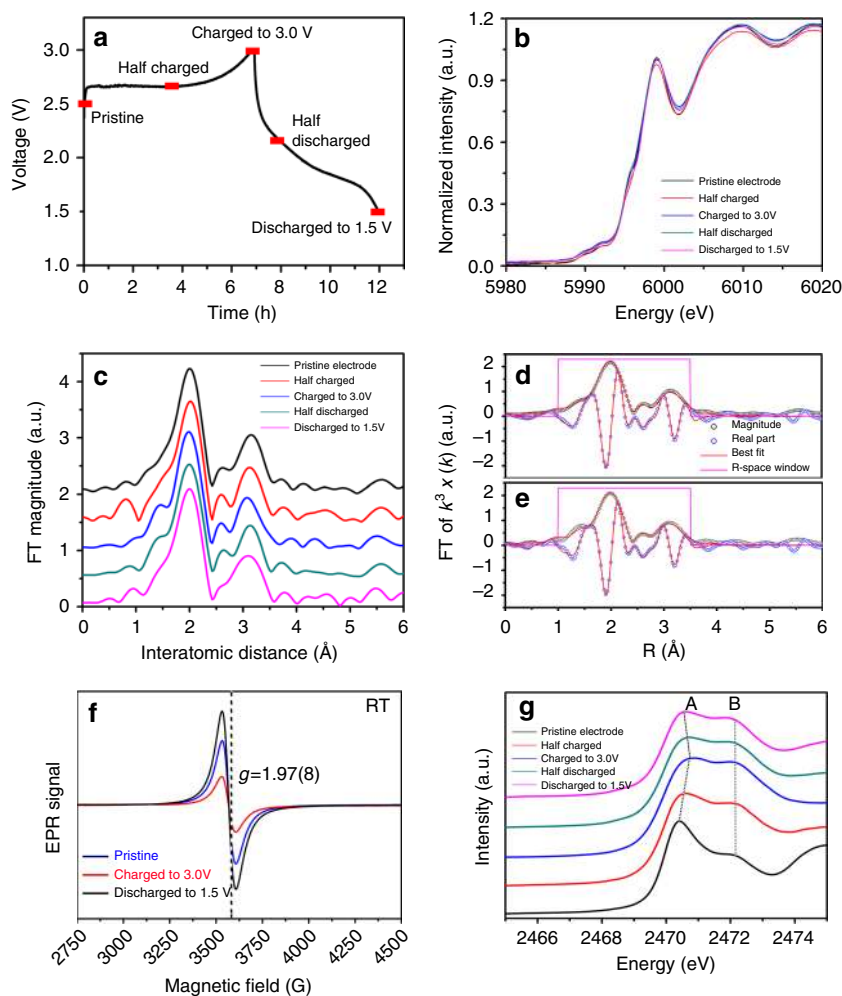 a
Voltage (V)
3.0
2.5
2.0
1.5
1.0
Charged to 3.0 V
Half charged
Pristine
Half
discharged
Discharged to 1.5 V
0 2 4 6 8 10 12
Time (h)
b
Normalized intensity (a.u.)
1.2
0.9
0.6
0.3
0.0
Pristine electrode
Half charged
Charged to 3.0V
Half discharged
Discharged to 1.5V
5980 5990 6000 6010 6020
Energy (eV)
c
FT magnitude (a.u.)
4
3
2
1
0
Pristine electrode
Half charged
Charged to 3.0V
Half discharged
Discharged to 1.5V
0 1 2 3 4 5 6
Interatomic distance (Å)
d
FT of k³ x (k) (a.u.)
2
1
0
−1
−2
Magnitude
Real part
Best fit
R-space window
e
2
1
0
−1
−2
0 1 2 3 4 5 6
R (Å)
f
RT
EPR signal
g=1.97(8)
Pristine
Charged to 3.0V
Discharged to 1.5 V
2750 3000 3250 3500 3750 4000 4250 4500
Magnetic field (G)
g
A B
Intensity (a.u.)
Pristine electrode
Half charged
Charged to 3.0V
Half discharged
Discharged to 1.5V
2466 2468 2470 2472 2474
Energy (eV)